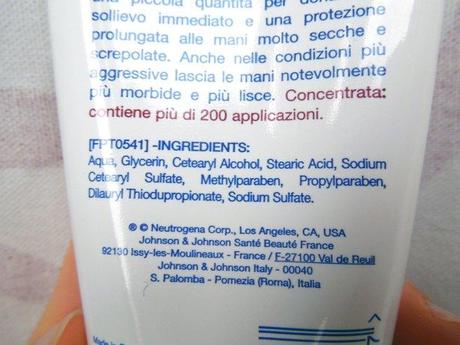 una piccola quantità per
sollievo immediato e una protezione
prolungata alle mani molto secche e
screpolate. Anche nelle condizioni più
aggressive lascia le mani notevolmente
più morbide e più lisce. Concentrata:
contiene più di 200 applicazioni.
[FPT0541] -INGREDIENTS:
Aqua, Glycerin, Cetearyl Alcohol, Stearic Acid, Sodium
Cetearyl Sulfate, Methylparaben, Propylparaben,
Dilauryl Thiodupropionate, Sodium Sulfate.
® © Neutrogena Corp., Los Angeles, CA, USA
Johnson & Johnson Santé Beauté France
92130 Issy-les-Moulineaux - France / F-27100 Val de Reuil
Johnson & Johnson Italy - 00040
S. Palomba - Pomezia (Roma), Italia
Made in